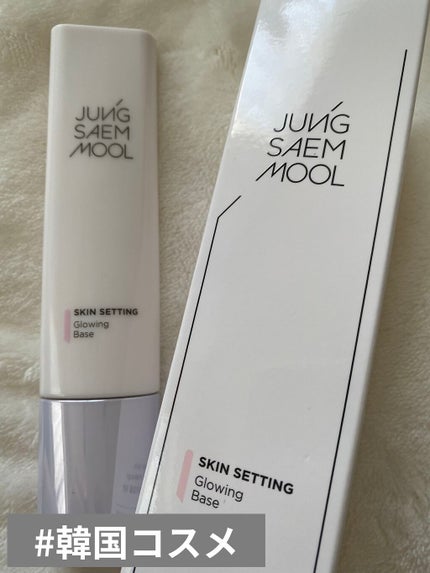 JUNG
SAEM
MOOL
SKIN SETTING
Glowing
Base
JUNG
SAEM
MOOL
SKIN SETTING
Glowing
Base
#韓国コスメ